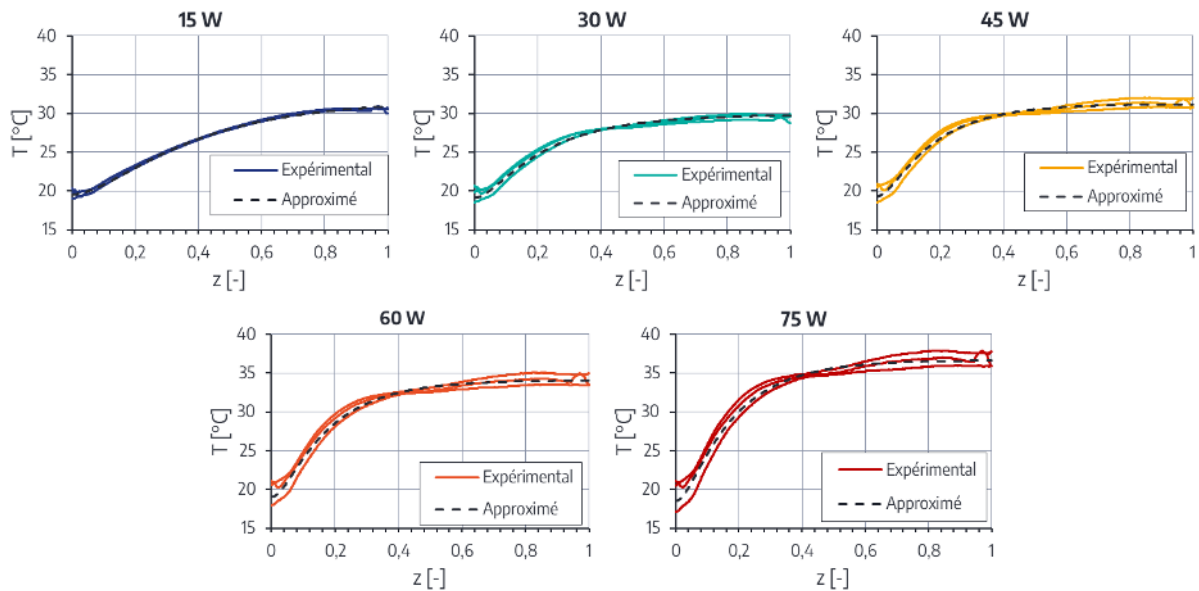 15 W
40
35
30
25
20
15
T [°C]
Expérimental
Approximé
0
0,2
0,4
0,6
0,8
1
z [-]
30 W
40
35
30
25
20
15
T [°C]
Expérimental
Approximé
0
0,2
0,4
0,6
0,8
1
z [-]
45 W
40
35
30
25
20
15
T [°C]
Expérimental
Approximé
0
0,2
0,4
0,6
0,8
1
z [-]
60 W
40
35
30
25
20
15
T [°C]
Expérimental
Approximé
0
0,2
0,4
0,6
0,8
1
z [-]
75 W
40
35
30
25
20
15
T [°C]
Expérimental
Approximé
0
0,2
0,4
0,6
0,8
1
z [-]